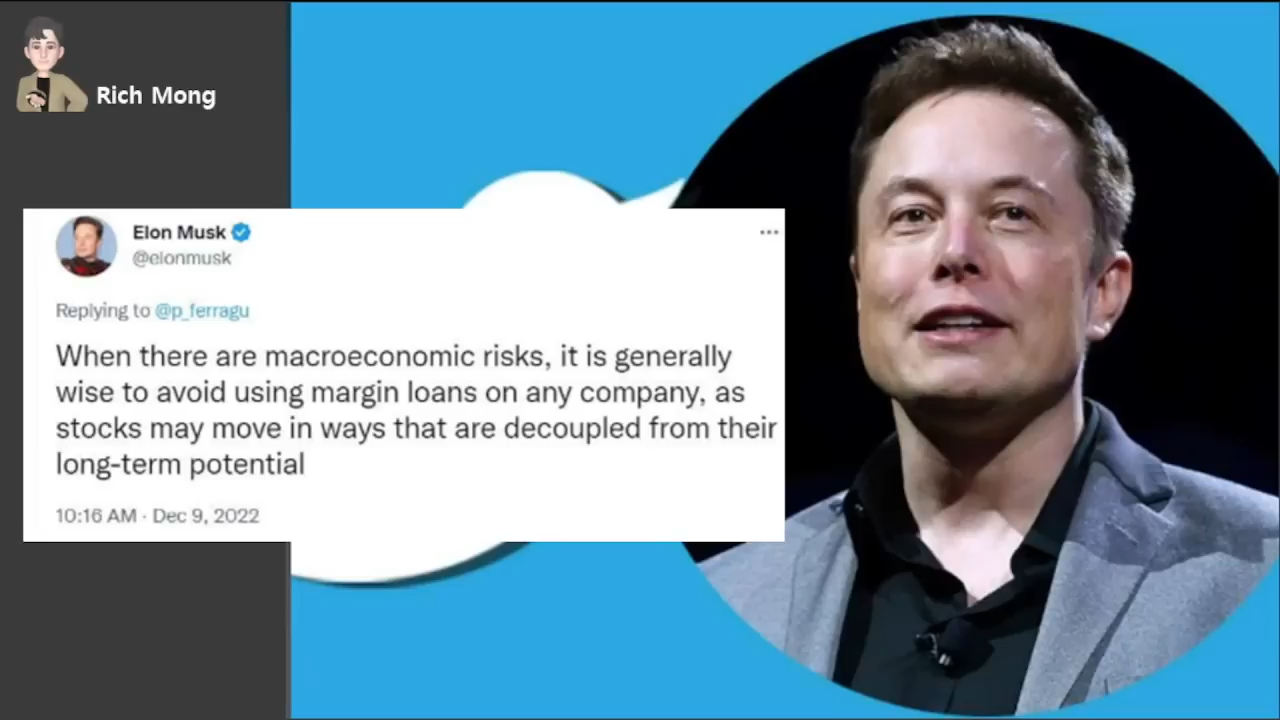 Rich Mong
Elon Musk
@elonmusk
Replying to @p_ferragu
When there are macroeconomic risks, it is generally
wise to avoid using margin loans on any company, as
stocks may move in ways that are decoupled from their
long-term potential
10:16 AM · Dec 9, 2022